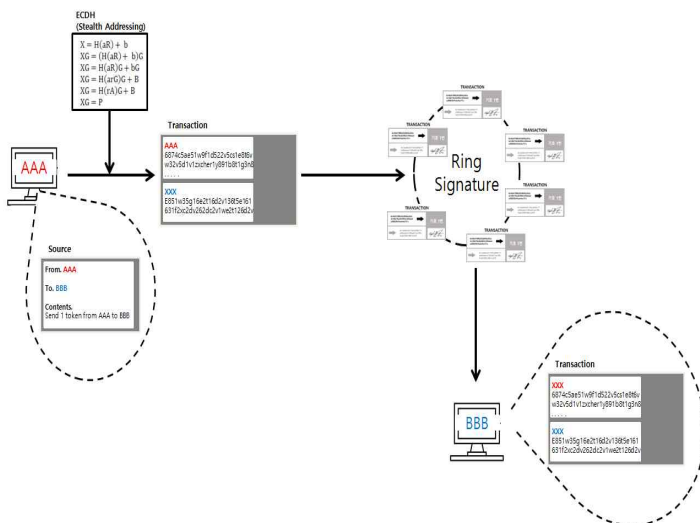 ECDH
(Stealth Addressing)
X = H(aR) + b
XG = (H(aR) + b)G
XG = H(aR)G + bG
XG = H(arG)G + B
XG = H(rA)G + B
XG = P
AAA
Transaction
AAA
6874c5ae51w9f1d522v5cs1e8t6v
w32v5d1v1zxcher1y891b8t1g3n8
. . . . .
XXX
E851w35g16e2t16d2v136t5e161
631f2xc2dv262dc2v1we2t126d2v
Source
From. AAA
To. BBB
Contents.
Send 1 token from AAA to BBB
TRANSACTION
TRANSACTION
TRANSACTION
Ring
Signature
TRANSACTION
TRANSACTION
TRANSACTION
BBB
Transaction
XXX
6874c5ae51w9f1d522v5cs1e8t6v
w32v5d1v1zxcher1y891b8t1g3n8
. . . . .
XXX
E851w35g16e2t16d2v136t5e161
631f2xc2dv262dc2v1we2t126d2v